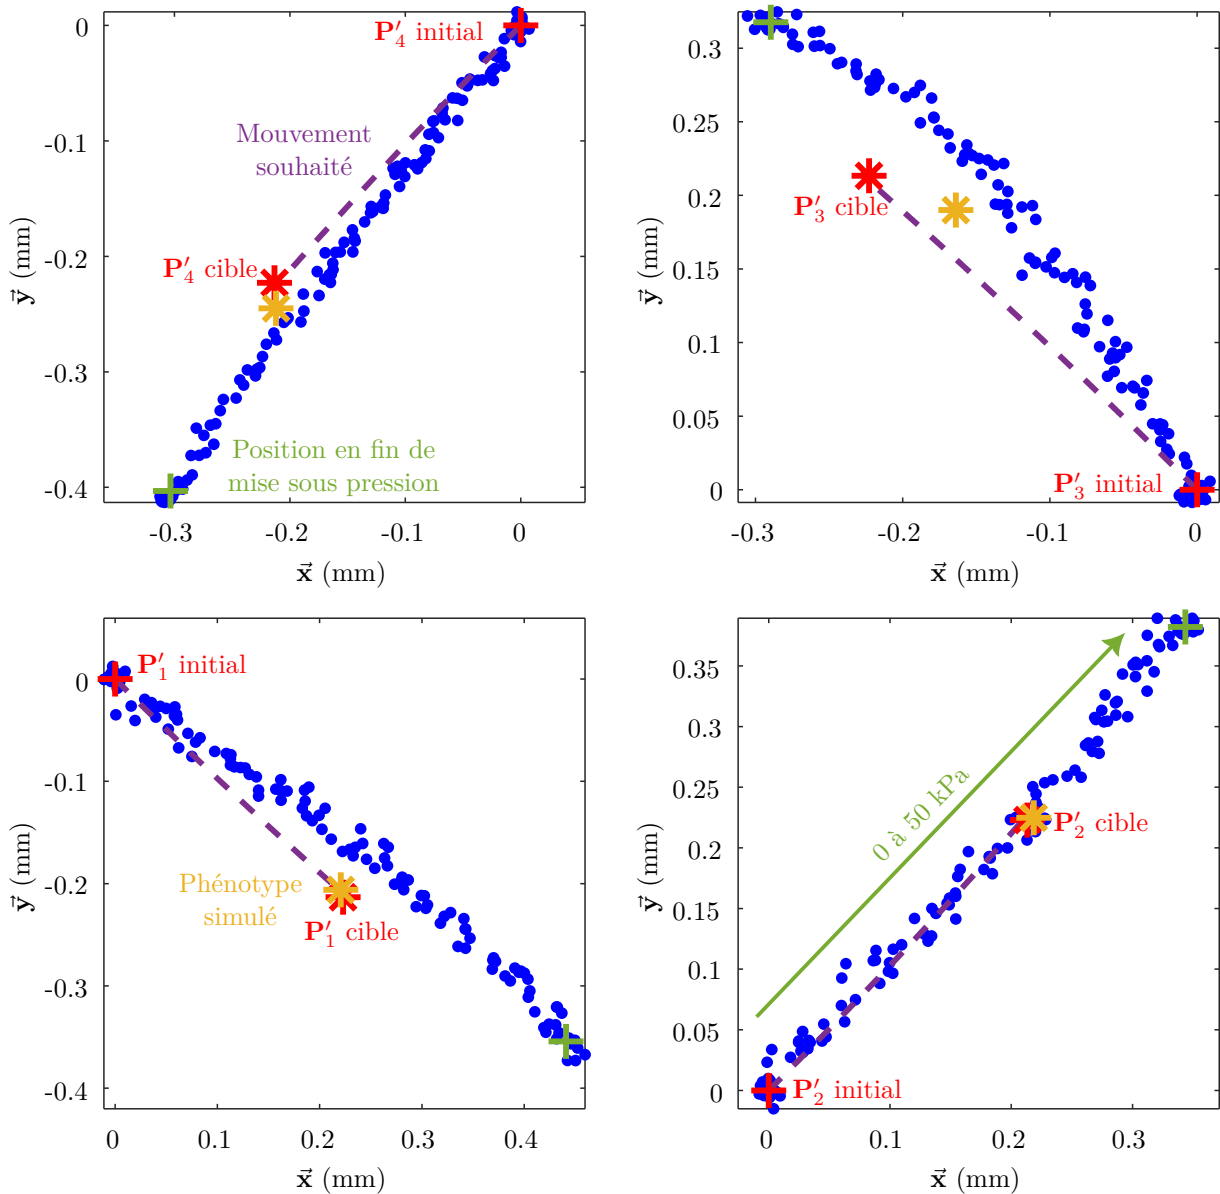 0
-0.1
-0.2
-0.3
-0.4
-0.3
-0.2
-0.1
0
y⃗ (mm)
x⃗ (mm)
P′4 initial
Mouvement
souhaité
P′4 cible
Position en fin de
mise sous pression
0.3
0.25
0.2
0.15
0.1
0.05
0
-0.3
-0.2
-0.1
0
y⃗ (mm)
x⃗ (mm)
P′3 cible
P′3 initial
0
-0.1
-0.2
-0.3
-0.4
0
0.1
0.2
0.3
0.4
y⃗ (mm)
x⃗ (mm)
P′1 initial
Phénotype
simulé
P′1 cible
0.35
0.3
0.25
0.2
0.15
0.1
0.05
0
0
0.1
0.2
0.3
y⃗ (mm)
x⃗ (mm)
0 à 50 kPa
P′2 cible
P′2 initial